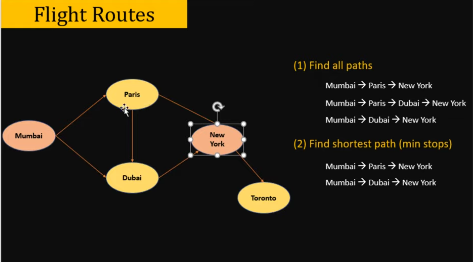 Flight Routes
(1) Find all paths
Mumbai → Paris → New York
Mumbai → Paris → Dubai → New York
Mumbai → Dubai → New York
(2) Find shortest path (min stops)
Mumbai → Paris → New York
Mumbai → Dubai → New York
Paris
Mumbai
New
York
Dubai
Toronto